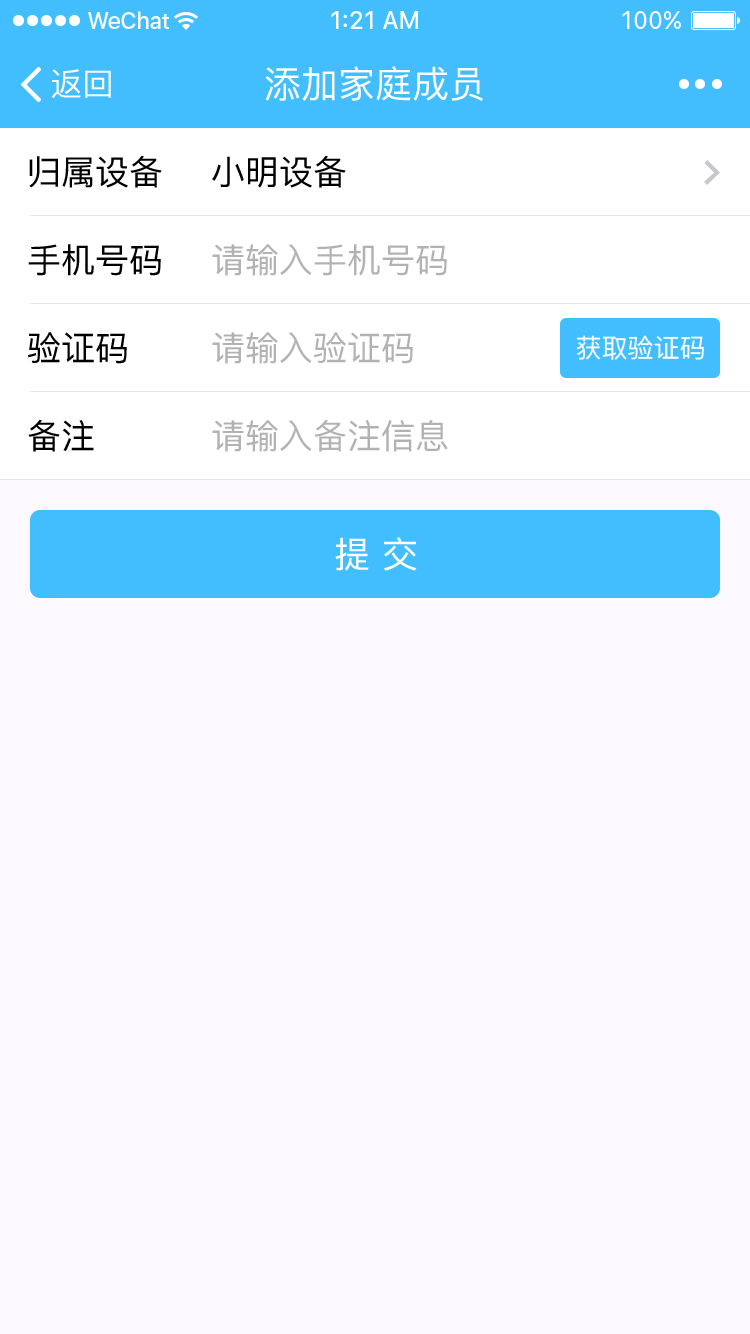 WeChat 1:21 AM 100%
返回 添加家庭成员
归属设备 小明设备
手机号码 请输入手机号码
验证码 请输入验证码 获取验证码
备注 请输入备注信息
提 交